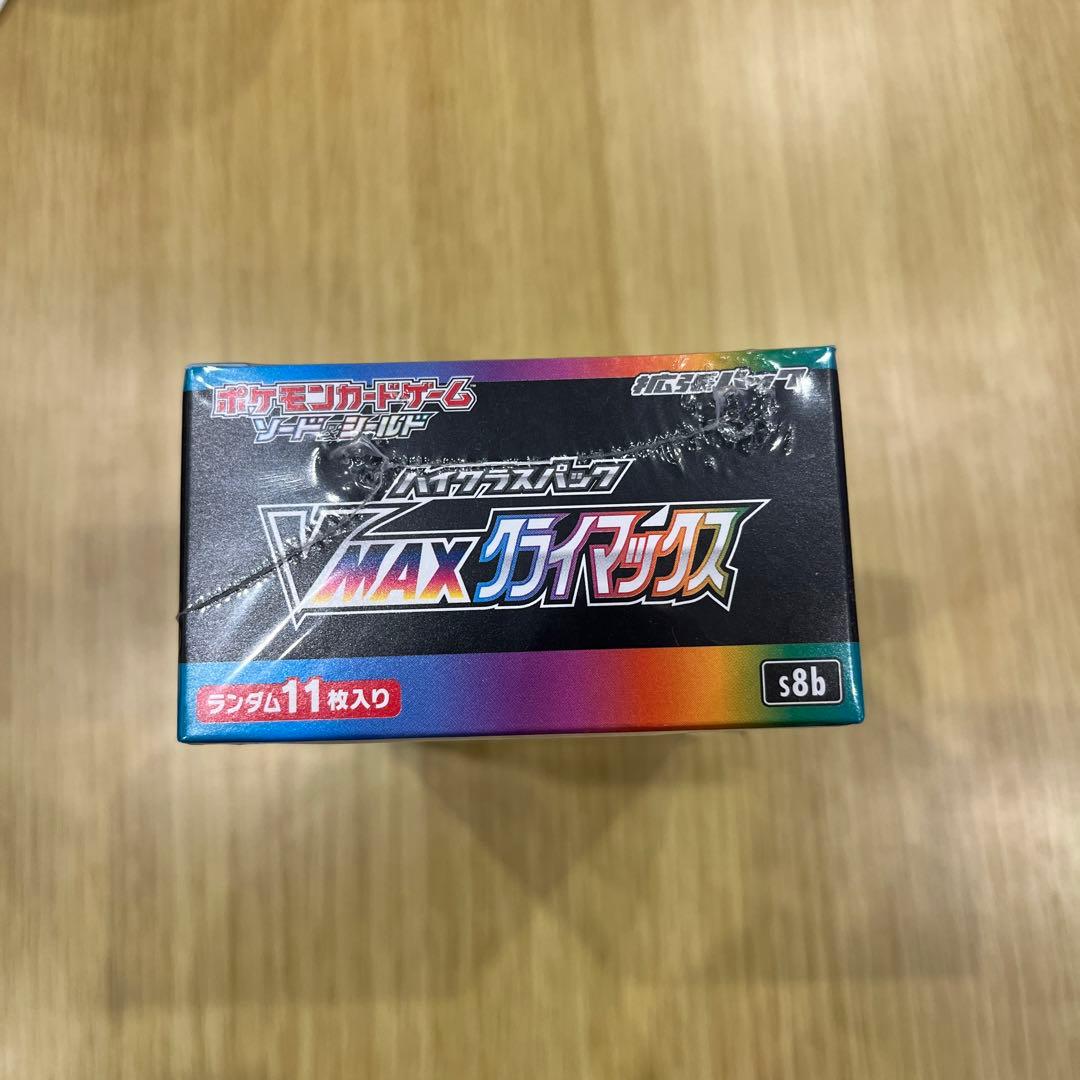 ポケモンカードゲーム
ソード&シールド
拡張パック
ハイクラスパック
VMAXクライマックス
ランダム11枚入り
s8b